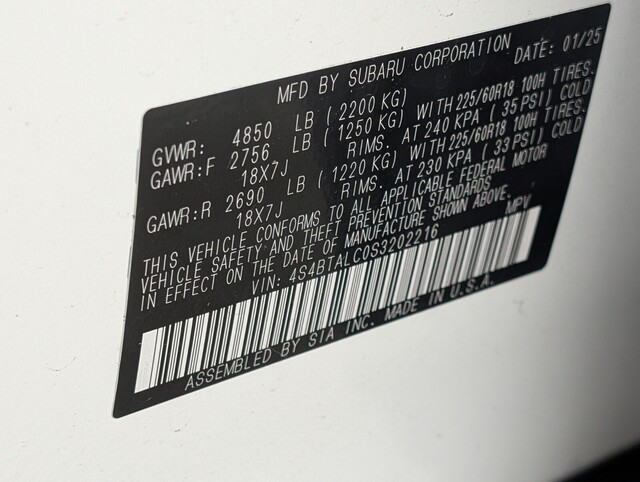 MFD BY SUBARU CORPORATION DATE: 01/25
GVWR: 4850 LB (2200 KG)
GAWR:F 2756 LB (1250 KG) WITH 225/60R18 100H TIRES.
18X7J RIMS. AT 240 KPA (35 PSI) COLD
GAWR:R 2690 LB (1220 KG) WITH 225/60R18 100H TIRES.
18X7J RIMS. AT 230 KPA (33 PSI) COLD
THIS VEHICLE CONFORMS TO ALL APPLICABLE FEDERAL MOTOR
VEHICLE SAFETY AND THEFT PREVENTION STANDARDS
IN EFFECT ON THE DATE OF MANUFACTURE SHOWN ABOVE.
VIN: 4S4BTALC0S3202216 MPV
ASSEMBLED BY SIA INC. MADE IN U.S.A.